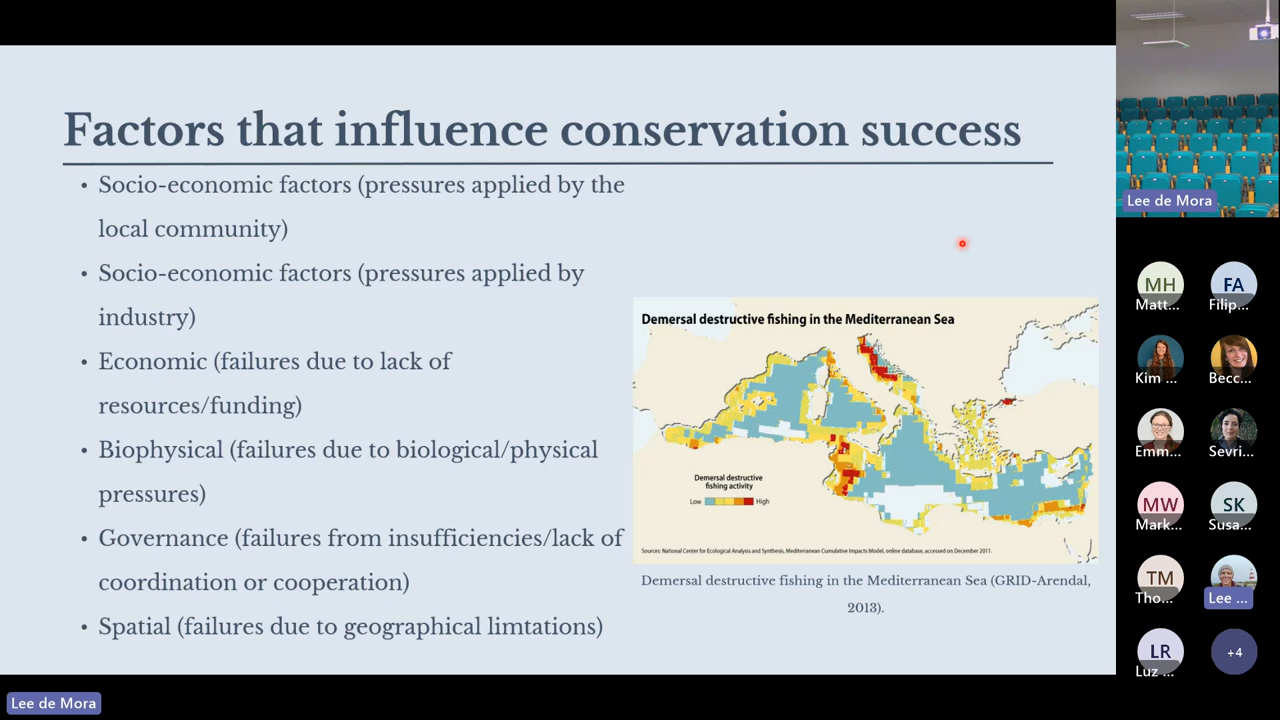 Factors that influence conservation success
• Socio-economic factors (pressures applied by the
local community)
• Socio-economic factors (pressures applied by
industry)
• Economic (failures due to lack of
resources/funding)
• Biophysical (failures due to biological/physical
pressures)
• Governance (failures from insufficiencies/lack of
coordination or cooperation)
• Spatial (failures due to geographical limtations)
Demersal destructive fishing in the Mediterranean Sea
Demersal destructive
fishing activity
Low High
Sources: National Center for Ecological Analysis and Synthesis, Mediterranean Cumulative Impacts Model, online database, accessed on December 2011.
Demersal destructive fishing in the Mediterranean Sea (GRID-Arendal,
2013).
Lee de Mora
MH FA
Matt... Filip...
Kim ... Becc...
Emm... Sevri...
MW SK
Mark... Susa...
TM
Tho... Lee ...
LR +4
Luz ...
Lee de Mora